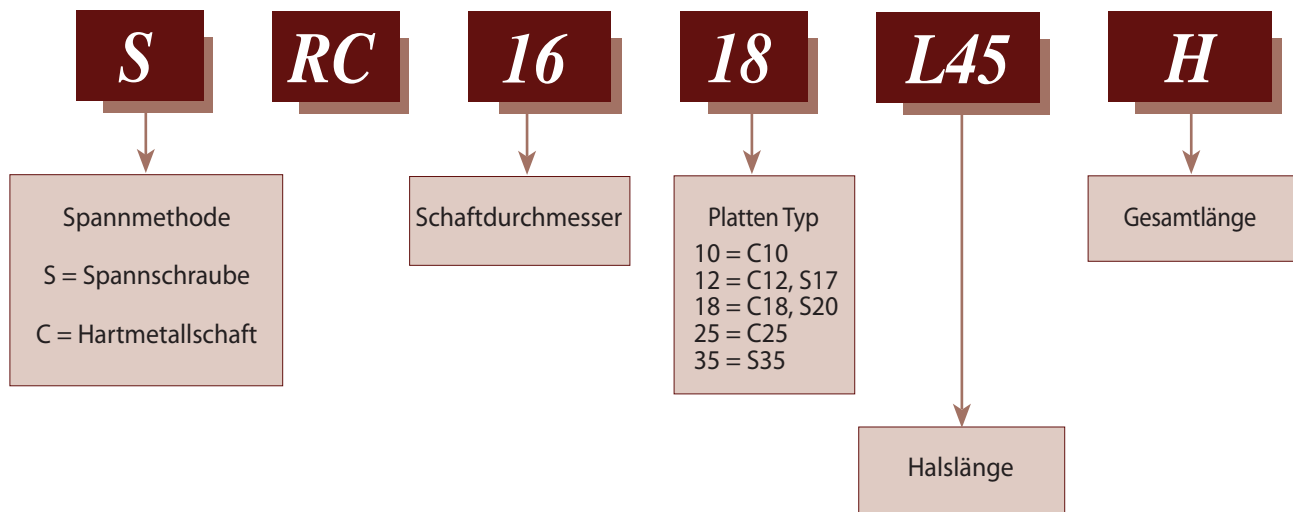 S RC 16 18 L45 H
Spannmethode
S = Spannschraube
C = Hartmetallschaft
Schaftdurchmesser
Platten Typ
10 = C10
12 = C12, S17
18 = C18, S20
25 = C25
35 = S35
Halslänge
Gesamtlänge